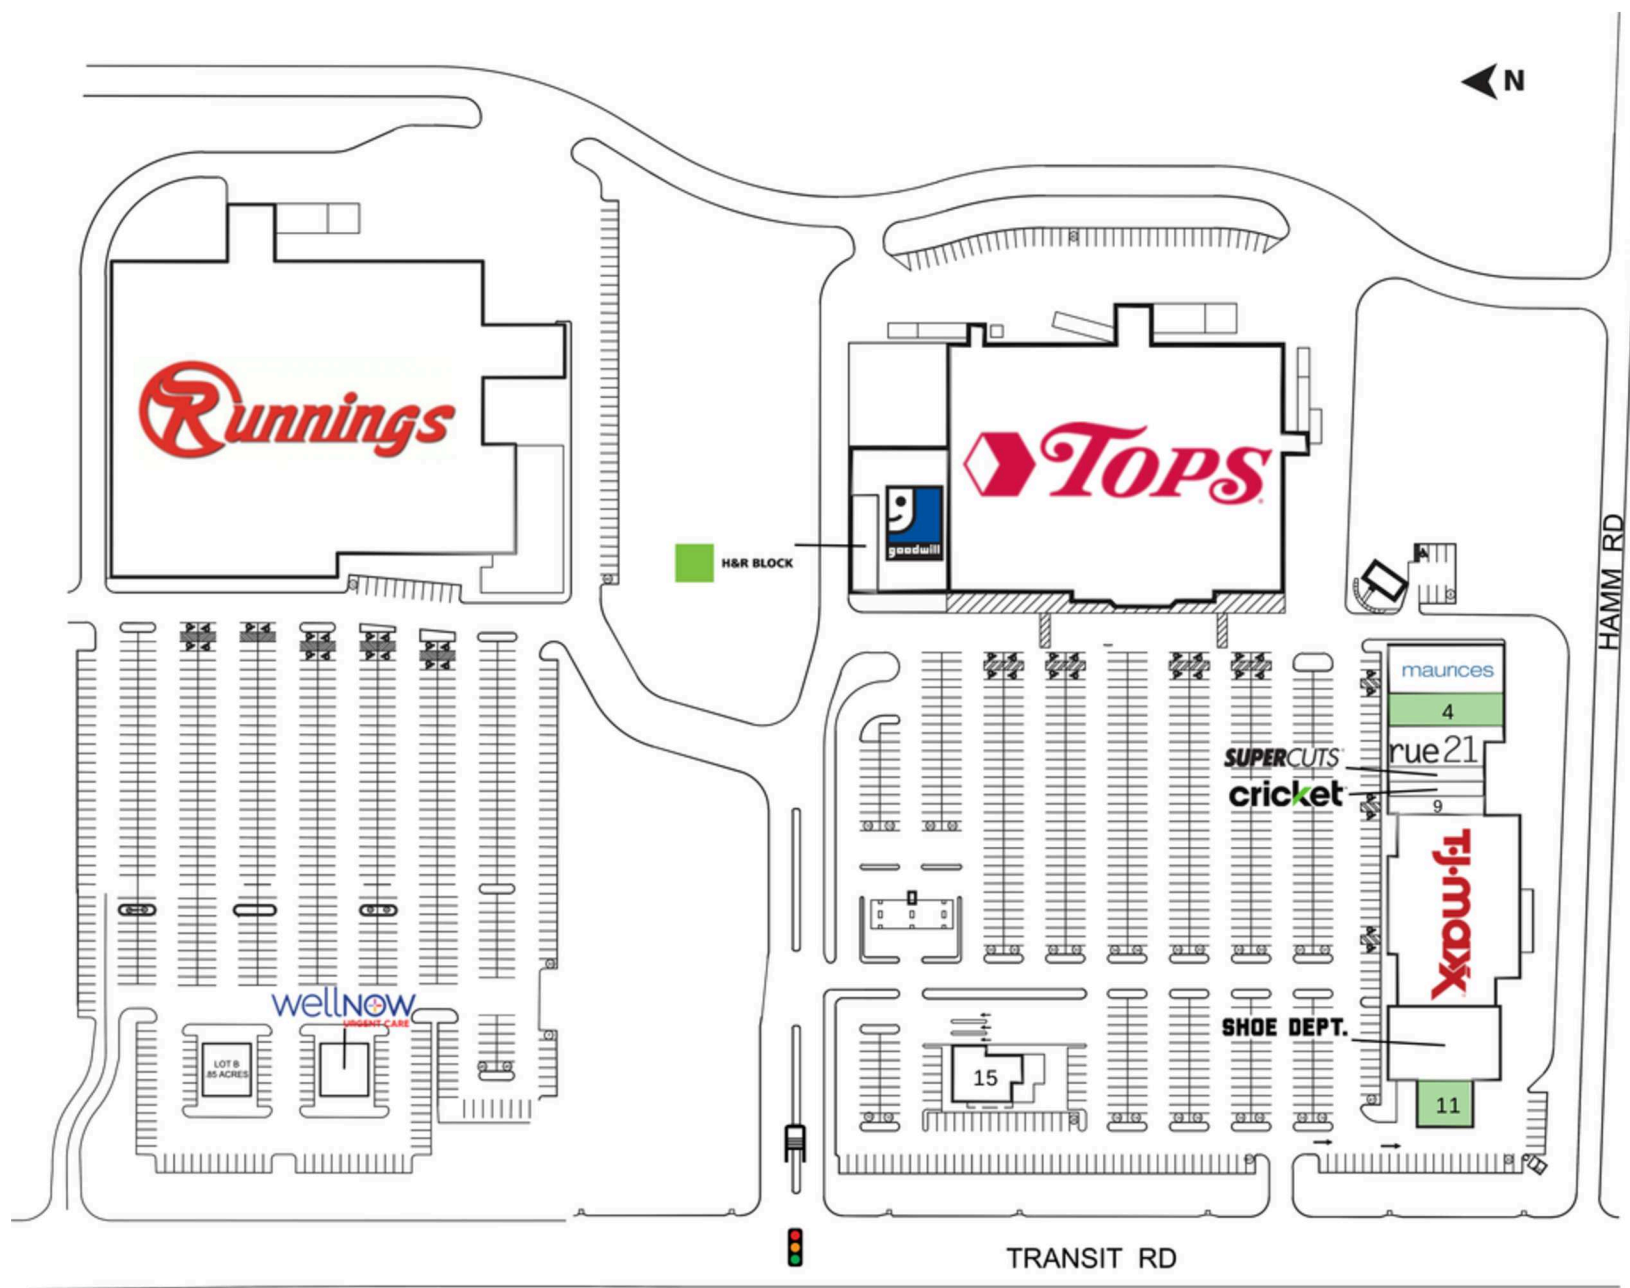 N
RUNNINGS
TOPS
goodwill
H&R BLOCK
HAMM RD
maurices
4
rue21
SUPERCUTS
cricket
9
T·J·maxx
wellnow
URGENT CARE
SHOE DEPT.
LOT B
.85 ACRES
15
11
TRANSIT RD